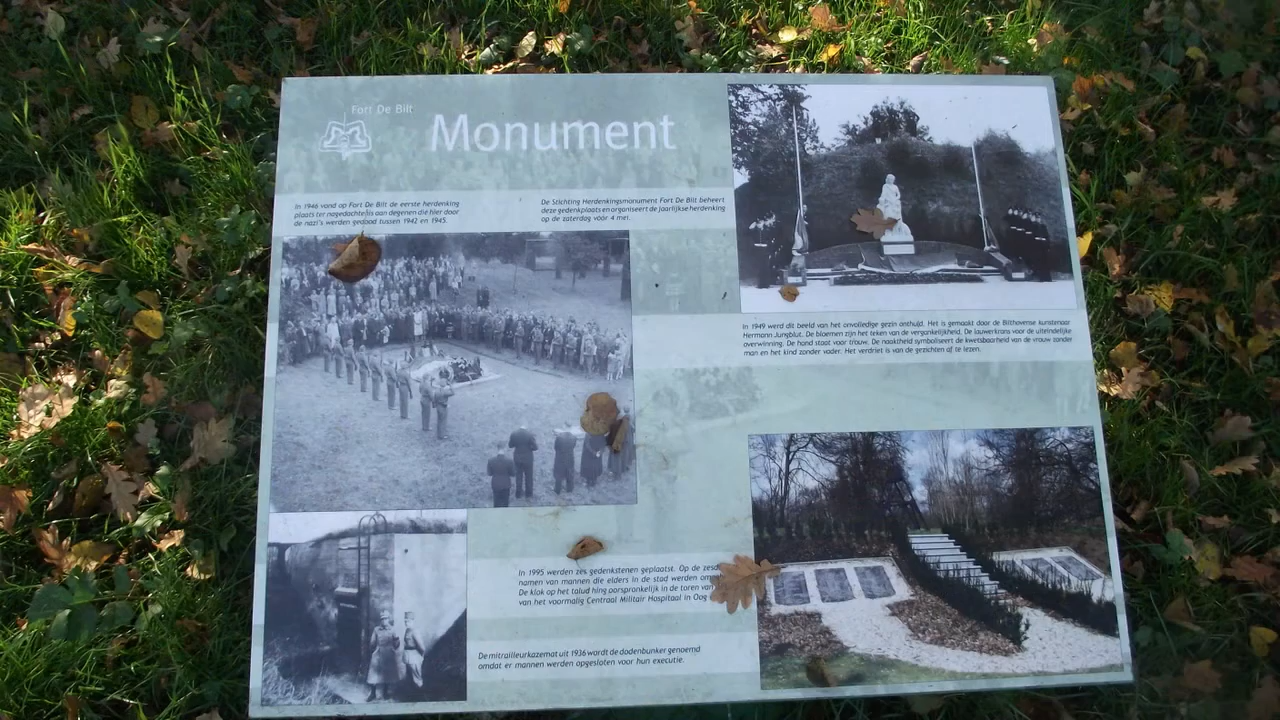 Fort De Bilt
Monument
In 1946 vond op Fort De Bilt de eerste herdenking
plaats ter nagedachtenis aan degenen die hier door
de nazi's werden gedood tussen 1942 en 1945.
De Stichting Herdenkingsmonument Fort De Bilt beheert
deze gedenkplaats en organiseert de jaarlijkse herdenking
op de zaterdag vóór 4 mei.
In 1949 werd dit beeld van het onvolledige gezin onthuld. Het is gemaakt door de Bilthovense kunstenaar
Hermann Jungblut. De bloemen zijn het teken van de vergankelijkheid. De lauwerkrans voor de uiteindelijke
overwinning. De hond staat voor trouw. De naaktheid symboliseert de kwetsbaarheid van de vrouw zonder
man en het kind zonder vader. Het verdriet is van de gezichten af te lezen.
In 1995 werden zes gedenkstenen geplaatst. Op de
namen van mannen die elders in de stad werden
De klok op het talud hing oorspronkelijk in de toren van
van het voormalig Centraal Militair Hospitaal in
De mitrailleurkazemat uit 1936 wordt de dodenbunker genoemd
omdat er mannen werden opgesloten voor hun executie.